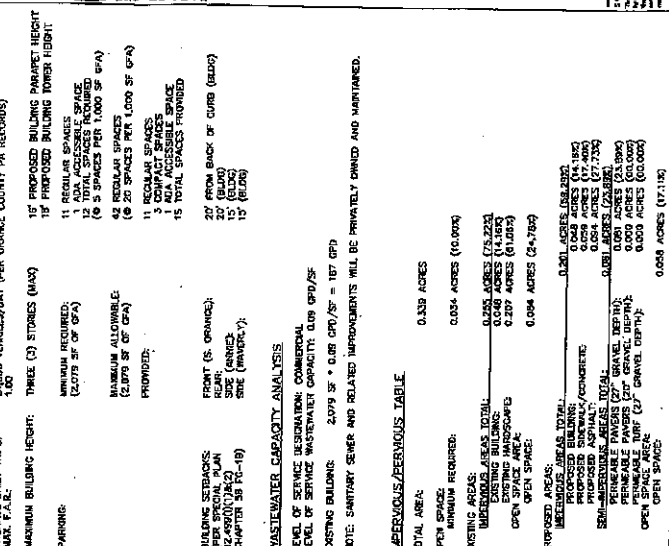 MAX. F.A.R.: 1.00
MAXIMUM BUILDING HEIGHT: THREE (3) STORIES (MAX) 15' PROPOSED BUILDING PARAPET HEIGHT
PROPOSED BUILDING TOWER HEIGHT
PARKING: MINIMUM REQUIRED: 11 REGULAR SPACES
(2,079 SF OF GFA) 1 ADA ACCESSIBLE SPACE
12 TOTAL SPACES REQUIRED
(@ 5 SPACES PER 1,000 SF GFA)
MAXIMUM ALLOWABLE: 42 REGULAR SPACES
(2,079 SF OF GFA) (@ 20 SPACES PER 1,000 SF GFA)
PROVIDED: 11 REGULAR SPACES
3 COMPACT SPACES
1 ADA ACCESSIBLE SPACE
15 TOTAL SPACES PROVIDED
BUILDING SETBACKS: FRONT (S. ORANGE): 20' FROM BACK OF CURB (BLDG)
PER SPECIAL PLAN REAR: 20' (BLDG)
SIDE (ANNIE): 15' (BLDG)
CHAPTER 58 SIDE (WAVERLY): 15' (BLDG)
WASTEWATER CAPACITY ANALYSIS
LEVEL OF SERVICE DESIGNATION: COMMERCIAL
LEVEL OF SERVICE WASTEWATER CAPACITY: 0.09 GPD/SF
EXISTING BUILDING: 2,079 SF * 0.09 GPD/SF = 187 GPD
NOTE: SANITARY SEWER AND RELATED IMPROVEMENTS WILL BE PRIVATELY OWNED AND MAINTAINED.
IMPERVIOUS/PERVIOUS TABLE
TOTAL AREA: 0.339 ACRES
OPEN SPACE:
MINIMUM REQUIRED: 0.034 ACRES (10.00%)
EXISTING AREAS:
IMPERVIOUS AREAS TOTAL: 0.255 ACRES (75.22%)
EXISTING BUILDING: 0.048 ACRES (14.16%)
EXISTING HARDSCAPE: 0.207 ACRES (61.06%)
OPEN SPACE AREA:
OPEN SPACE: 0.084 ACRES (24.78%)
PROPOSED AREAS:
IMPERVIOUS AREAS TOTAL: 0.201 ACRES (59.29%)
PROPOSED BUILDING: 0.048 ACRES (14.16%)
PROPOSED SIDEWALK/CONCRETE: 0.059 ACRES (17.40%)
PROPOSED ASPHALT: 0.094 ACRES (27.73%)
SEMI-IMPERVIOUS AREAS TOTAL: 0.081 ACRES (23.89%)
PERMEABLE PAVERS (27" GRAVEL DEPTH): 0.081 ACRES (23.89%)
PERMEABLE PAVERS (20" GRAVEL DEPTH): 0.000 ACRES (00.00%)
PERMEABLE TURF (27" GRAVEL DEPTH): 0.000 ACRES (00.00%)
OPEN SPACE AREA:
OPEN SPACE: 0.058 ACRES (17.11%)